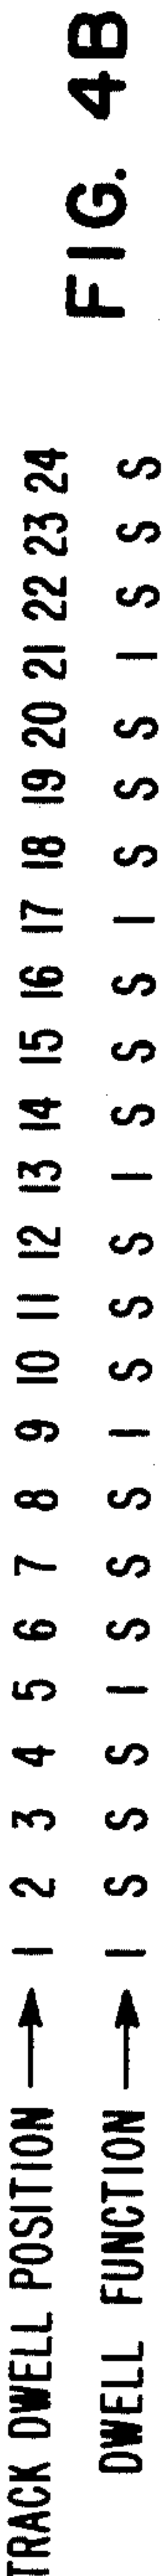 TRACK DWELL POSITION → 1 2 3 4 5 6 7 8 9 10 11 12 13 14 15 16 17 18 19 20 21 22 23 24
DWELL FUNCTION → I S S S I S S S I S S S I S S S I S S S I S S S
FIG. 4B